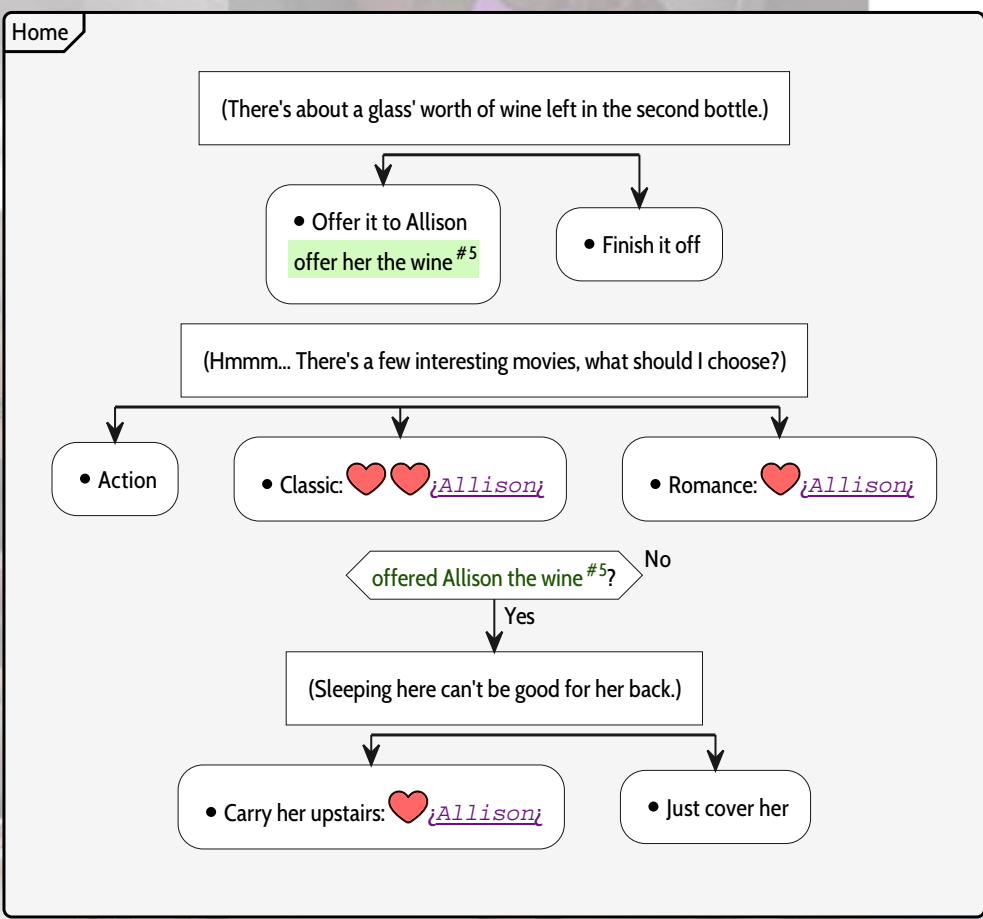 Home
(There's about a glass' worth of wine left in the second bottle.)
• Offer it to Allison
offer her the wine #5
• Finish it off
(Hmmm... There's a few interesting movies, what should I choose?)
• Action
• Classic: ¿Allison¿
• Romance: ¿Allison¿
offered Allison the wine #5?
No
Yes
(Sleeping here can't be good for her back.)
• Carry her upstairs: ¿Allison¿
• Just cover her